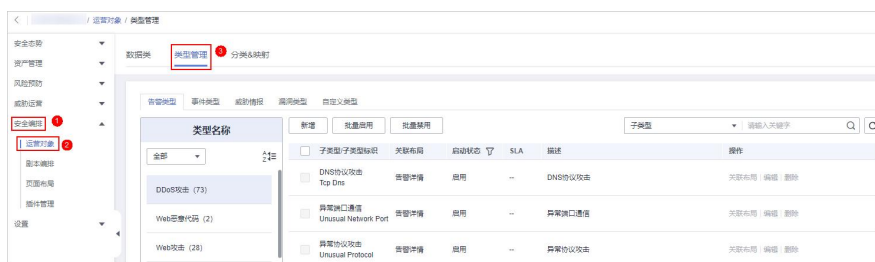 / 运营对象 / 类型管理
安全态势
资产管理
风险预防
威胁运营
安全编排 1
运营对象 2
剧本编排
页面布局
插件管理
设置
数据类 类型管理 3 分类&映射
告警类型 事件类型 威胁情报 漏洞类型 自定义类型
类型名称
全部
DDoS攻击 (73)
Web恶意代码 (2)
Web攻击 (28)
新增 批量启用 批量禁用 子类型 请输入关键字
子类型/子类型标识 关联布局 启动状态 SLA 描述 操作
DNS协议攻击
Tcp Dns
告警详情 启用 -- DNS协议攻击 关联布局 编辑 删除
异常端口通信
Unusual Network Port
告警详情 启用 -- 异常端口通信 关联布局 编辑 删除
异常协议攻击
Unusual Protocol
告警详情 启用 -- 异常协议攻击 关联布局 编辑 删除